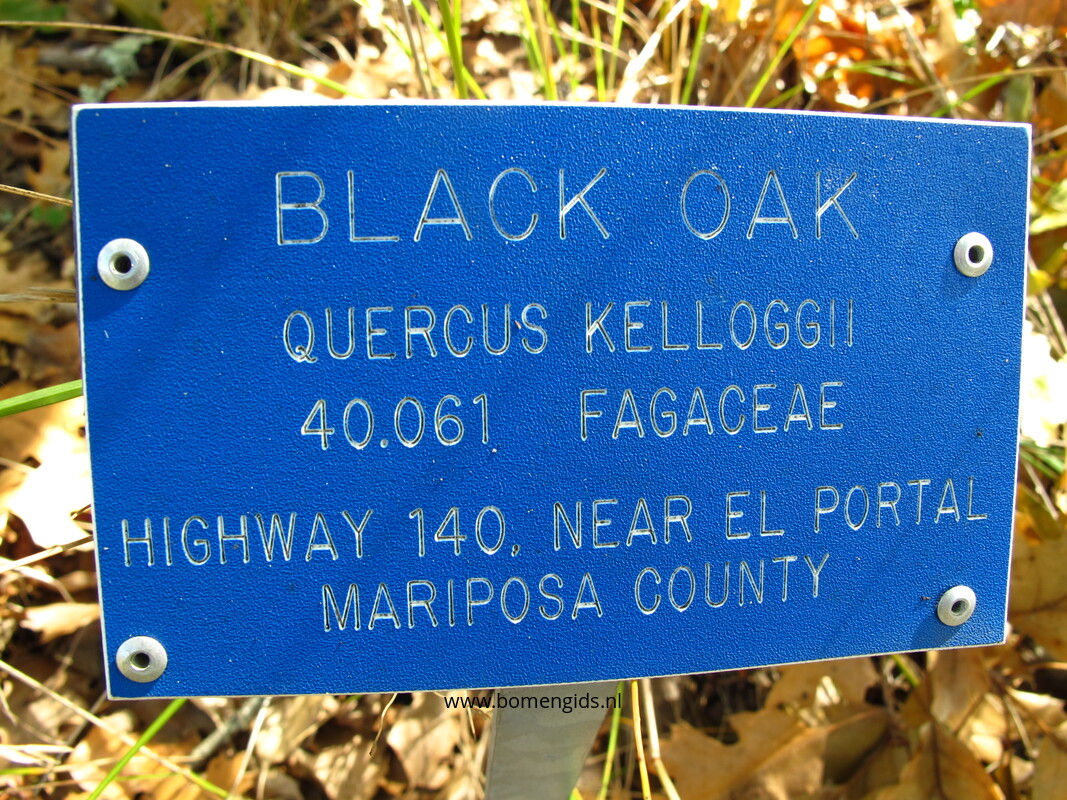 BLACK OAK
QUERCUS KELLOGGII
40.061 FAGACEAE
HIGHWAY 140, NEAR EL PORTAL
MARIPOSA COUNTY
www.bomengids.nl